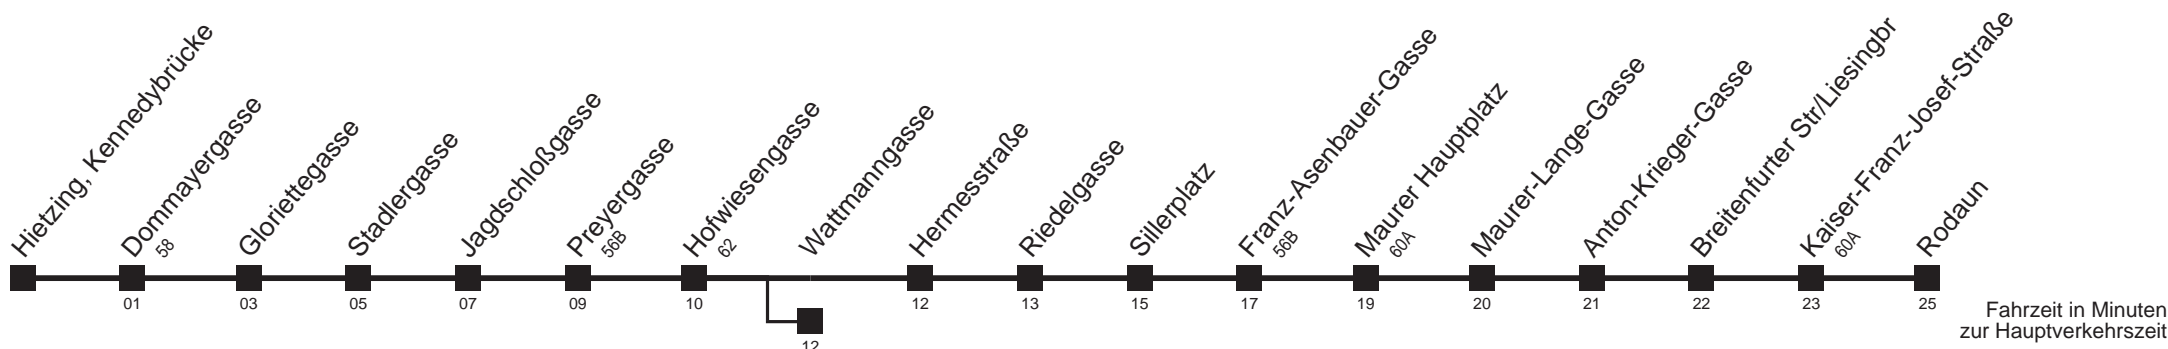 Hietzing, Kennedybrücke
Dommayergasse
58
Gloriettegasse
Stadlergasse
Jagdschloßgasse
Preyergasse
56B
Hofwiesengasse
62
Wattmanngasse
Hermesstraße
Riedelgasse
Sillerplatz
Franz-Asenbauer-Gasse
56B
Maurer Hauptplatz
60A
Maurer-Lange-Gasse
Anton-Krieger-Gasse
Breitenfurter Str/Liesingbr
Kaiser-Franz-Josef-Straße
60A
Rodaun
01 03 05 07 09 10 12 13 15 17 19 20 21 22 23 25
12
Fahrzeit in Minuten
zur Hauptverkehrszeit